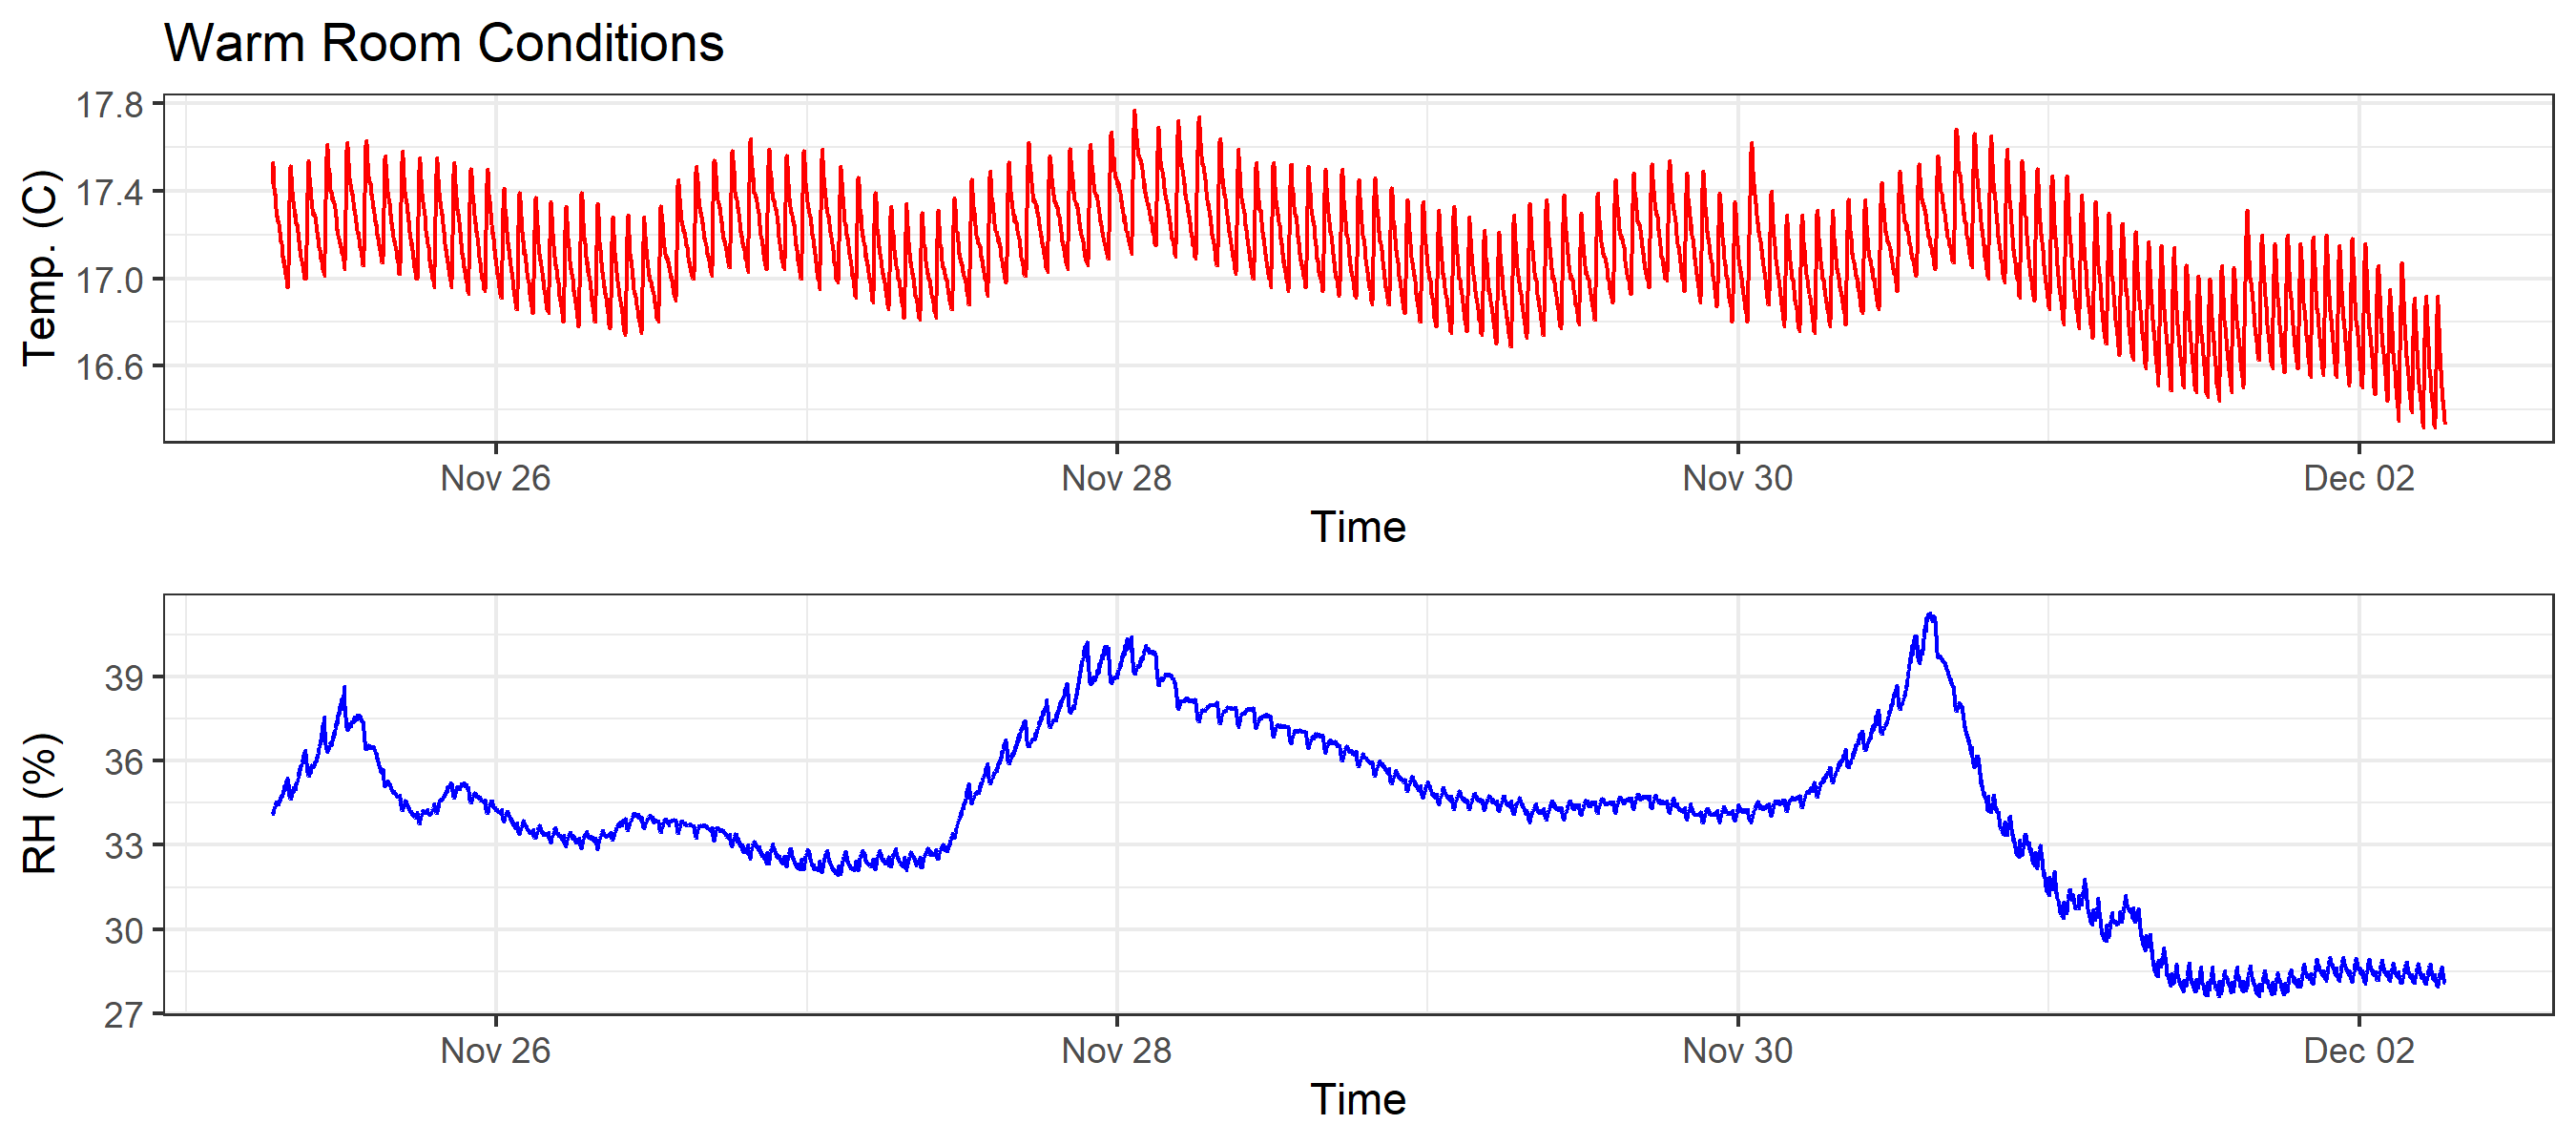 Warm Room Conditions
17.8
17.4
17.0
16.6
Temp. (C)
Nov 26 Nov 28 Nov 30 Dec 02
Time
39
36
33
30
27
RH (%)
Nov 26 Nov 28 Nov 30 Dec 02
Time